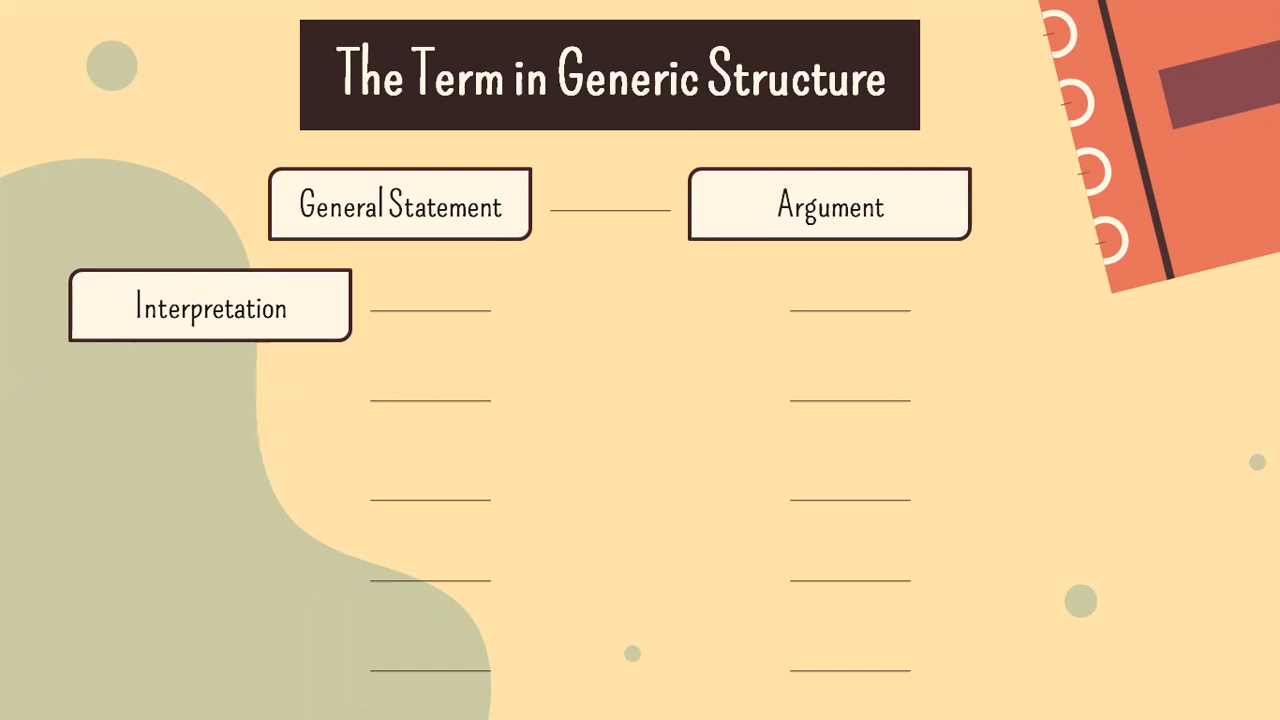 The Term in Generic Structure
General Statement
Argument
Interpretation